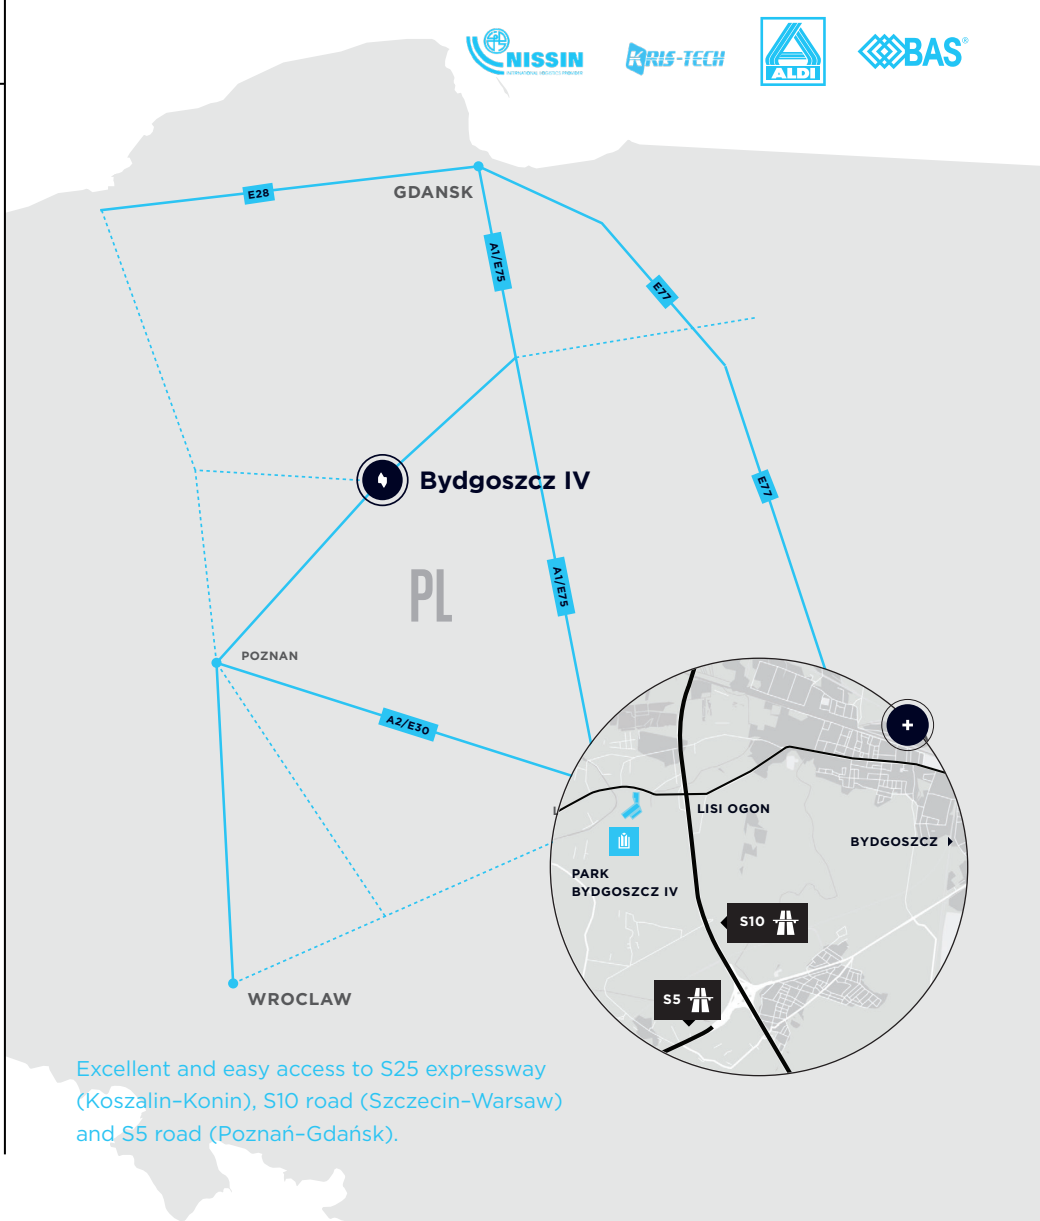 NISSIN
INTERNATIONAL LOGISTICS PROVIDER
KRIS-TECH
ALDI
BAS®
E28
GDANSK
A1/E75
E77
Bydgoszcz IV
E77
A1/E75
PL
POZNAN
A2/E30
LISI OGON
BYDGOSZCZ
PARK
BYDGOSZCZ IV
S10
S5
WROCLAW
Excellent and easy access to S25 expressway
(Koszalin–Konin), S10 road (Szczecin–Warsaw)
and S5 road (Poznań–Gdańsk).